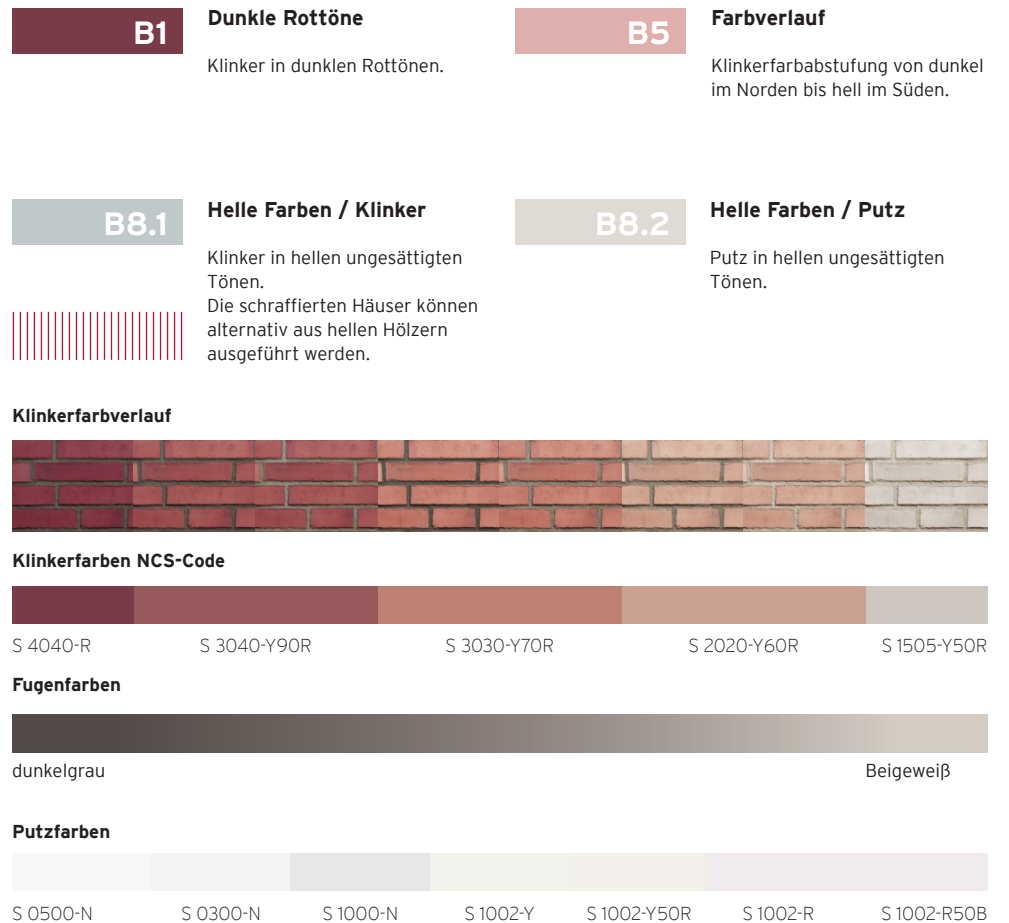 B1
Dunkle Rottöne
Klinker in dunklen Rottönen.
B5
Farbverlauf
Klinkerfarbabstufung von dunkel
im Norden bis hell im Süden.
B8.1
Helle Farben / Klinker
Klinker in hellen ungesättigten
Tönen.
Die schraffierten Häuser können
alternativ aus hellen Hölzern
ausgeführt werden.
B8.2
Helle Farben / Putz
Putz in hellen ungesättigten
Tönen.
Klinkerfarbverlauf
Klinkerfarben NCS-Code
S 4040-R S 3040-Y90R S 3030-Y70R S 2020-Y60R S 1505-Y50R
Fugenfarben
dunkelgrau Beigeweiß
Putzfarben
S 0500-N S 0300-N S 1000-N S 1002-Y S 1002-Y50R S 1002-R S 1002-R50B